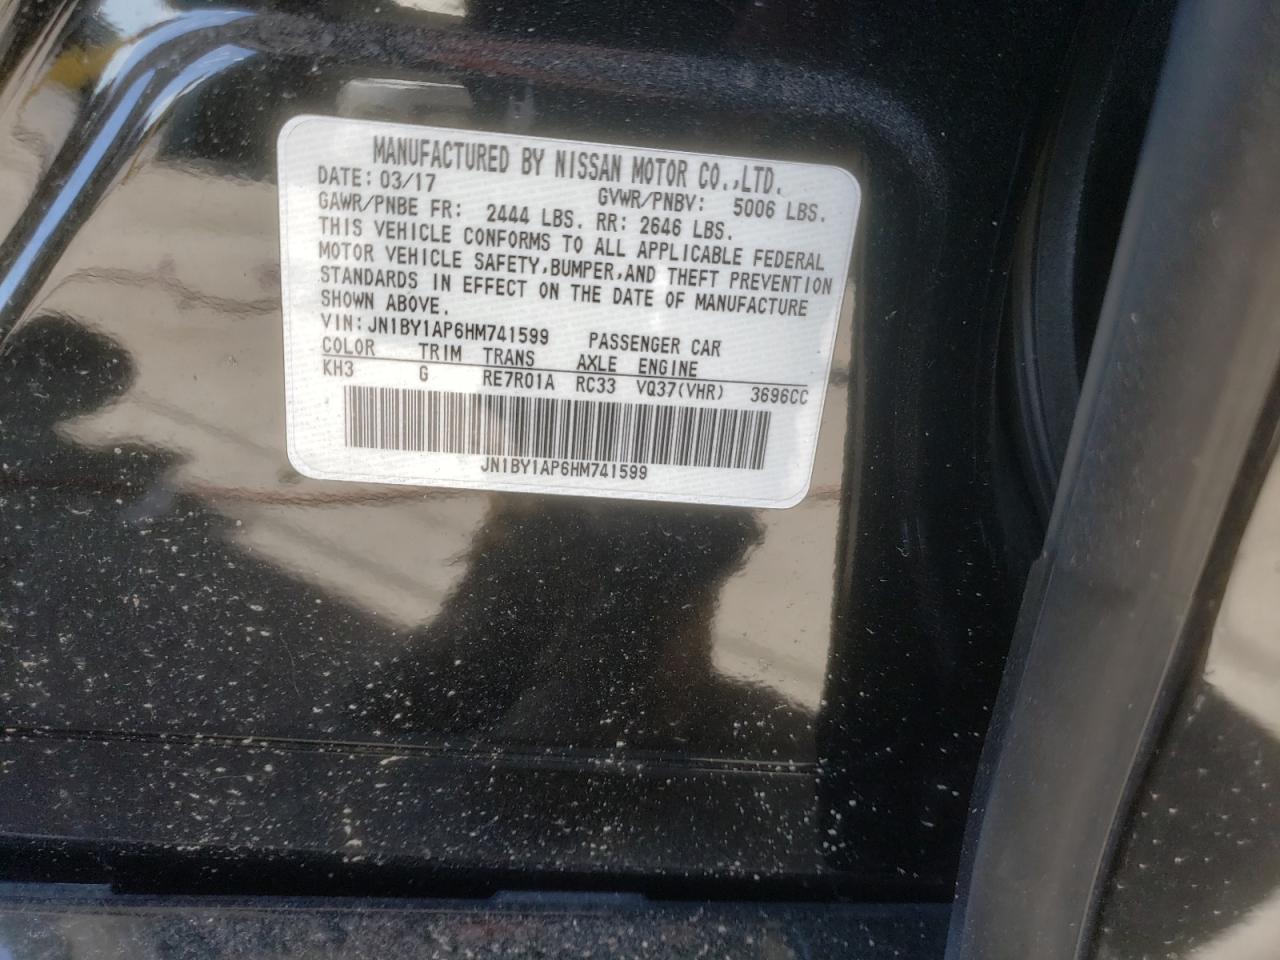 MANUFACTURED BY NISSAN MOTOR CO.,LTD.
DATE: 03/17 GVWR/PNBV: 5006 LBS.
GAWR/PNBE FR: 2444 LBS. RR: 2646 LBS.
THIS VEHICLE CONFORMS TO ALL APPLICABLE FEDERAL
MOTOR VEHICLE SAFETY,BUMPER,AND THEFT PREVENTION
STANDARDS IN EFFECT ON THE DATE OF MANUFACTURE
SHOWN ABOVE.
VIN: JN1BY1AP6HM741599 PASSENGER CAR
COLOR TRIM TRANS AXLE ENGINE
KH3 G RE7R01A RC33 VQ37(VHR) 3696CC
JN1BY1AP6HM741599